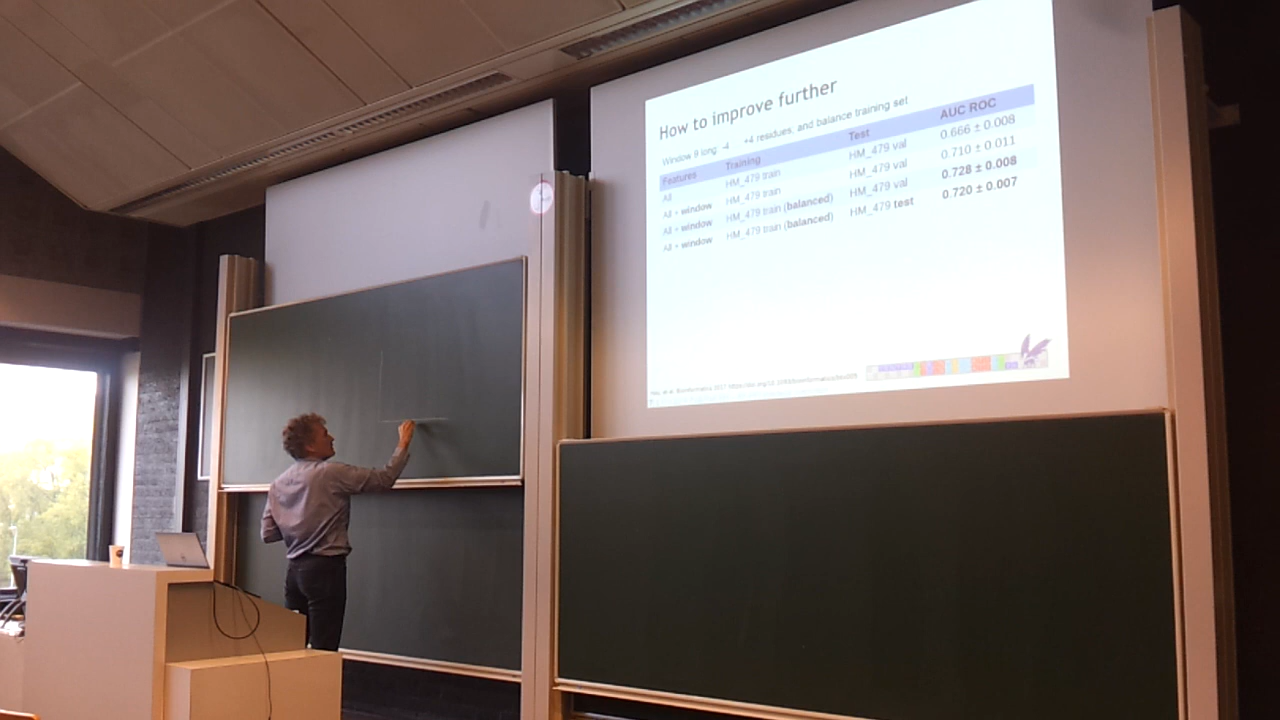 How to improve further
Window 9 long: -4 +4 residues, and balance training set
Features Training Test AUC ROC
All HM_479 train HM_479 val 0.666 ± 0.008
All + window HM_479 train HM_479 val 0.710 ± 0.011
All + window HM_479 train (balanced) HM_479 val 0.728 ± 0.008
All + window HM_479 train (balanced) HM_479 test 0.720 ± 0.007